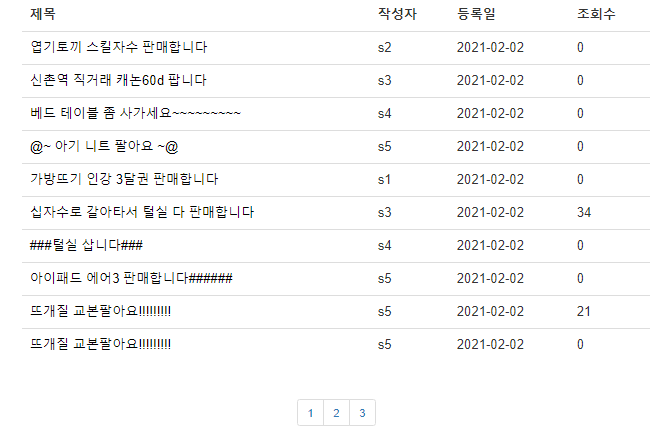 제목 작성자 등록일 조회수
엽기토끼 스킬자수 판매합니다 s2 2021-02-02 0
신촌역 직거래 캐논60d 팝니다 s3 2021-02-02 0
베드 테이블 좀 사가세요~~~~~~~~~ s4 2021-02-02 0
@~ 아기 니트 팔아요 ~@ s5 2021-02-02 0
가방뜨기 인강 3달권 판매합니다 s1 2021-02-02 0
십자수로 갈아타서 털실 다 판매합니다 s3 2021-02-02 34
###털실 삽니다### s4 2021-02-02 0
아이패드 에어3 판매합니다###### s5 2021-02-02 0
뜨개질 교본팔아요!!!!!!!!! s5 2021-02-02 21
뜨개질 교본팔아요!!!!!!!!! s5 2021-02-02 0
1 2 3